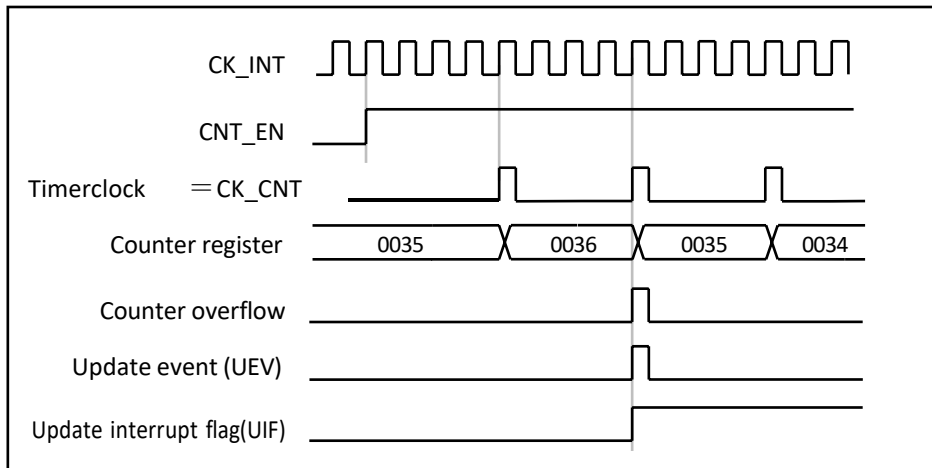 CK_INT
CNT_EN
Timerclock =CK_CNT
Counter register 0035 0036 0035 0034
Counter overflow
Update event (UEV)
Update interrupt flag(UIF)